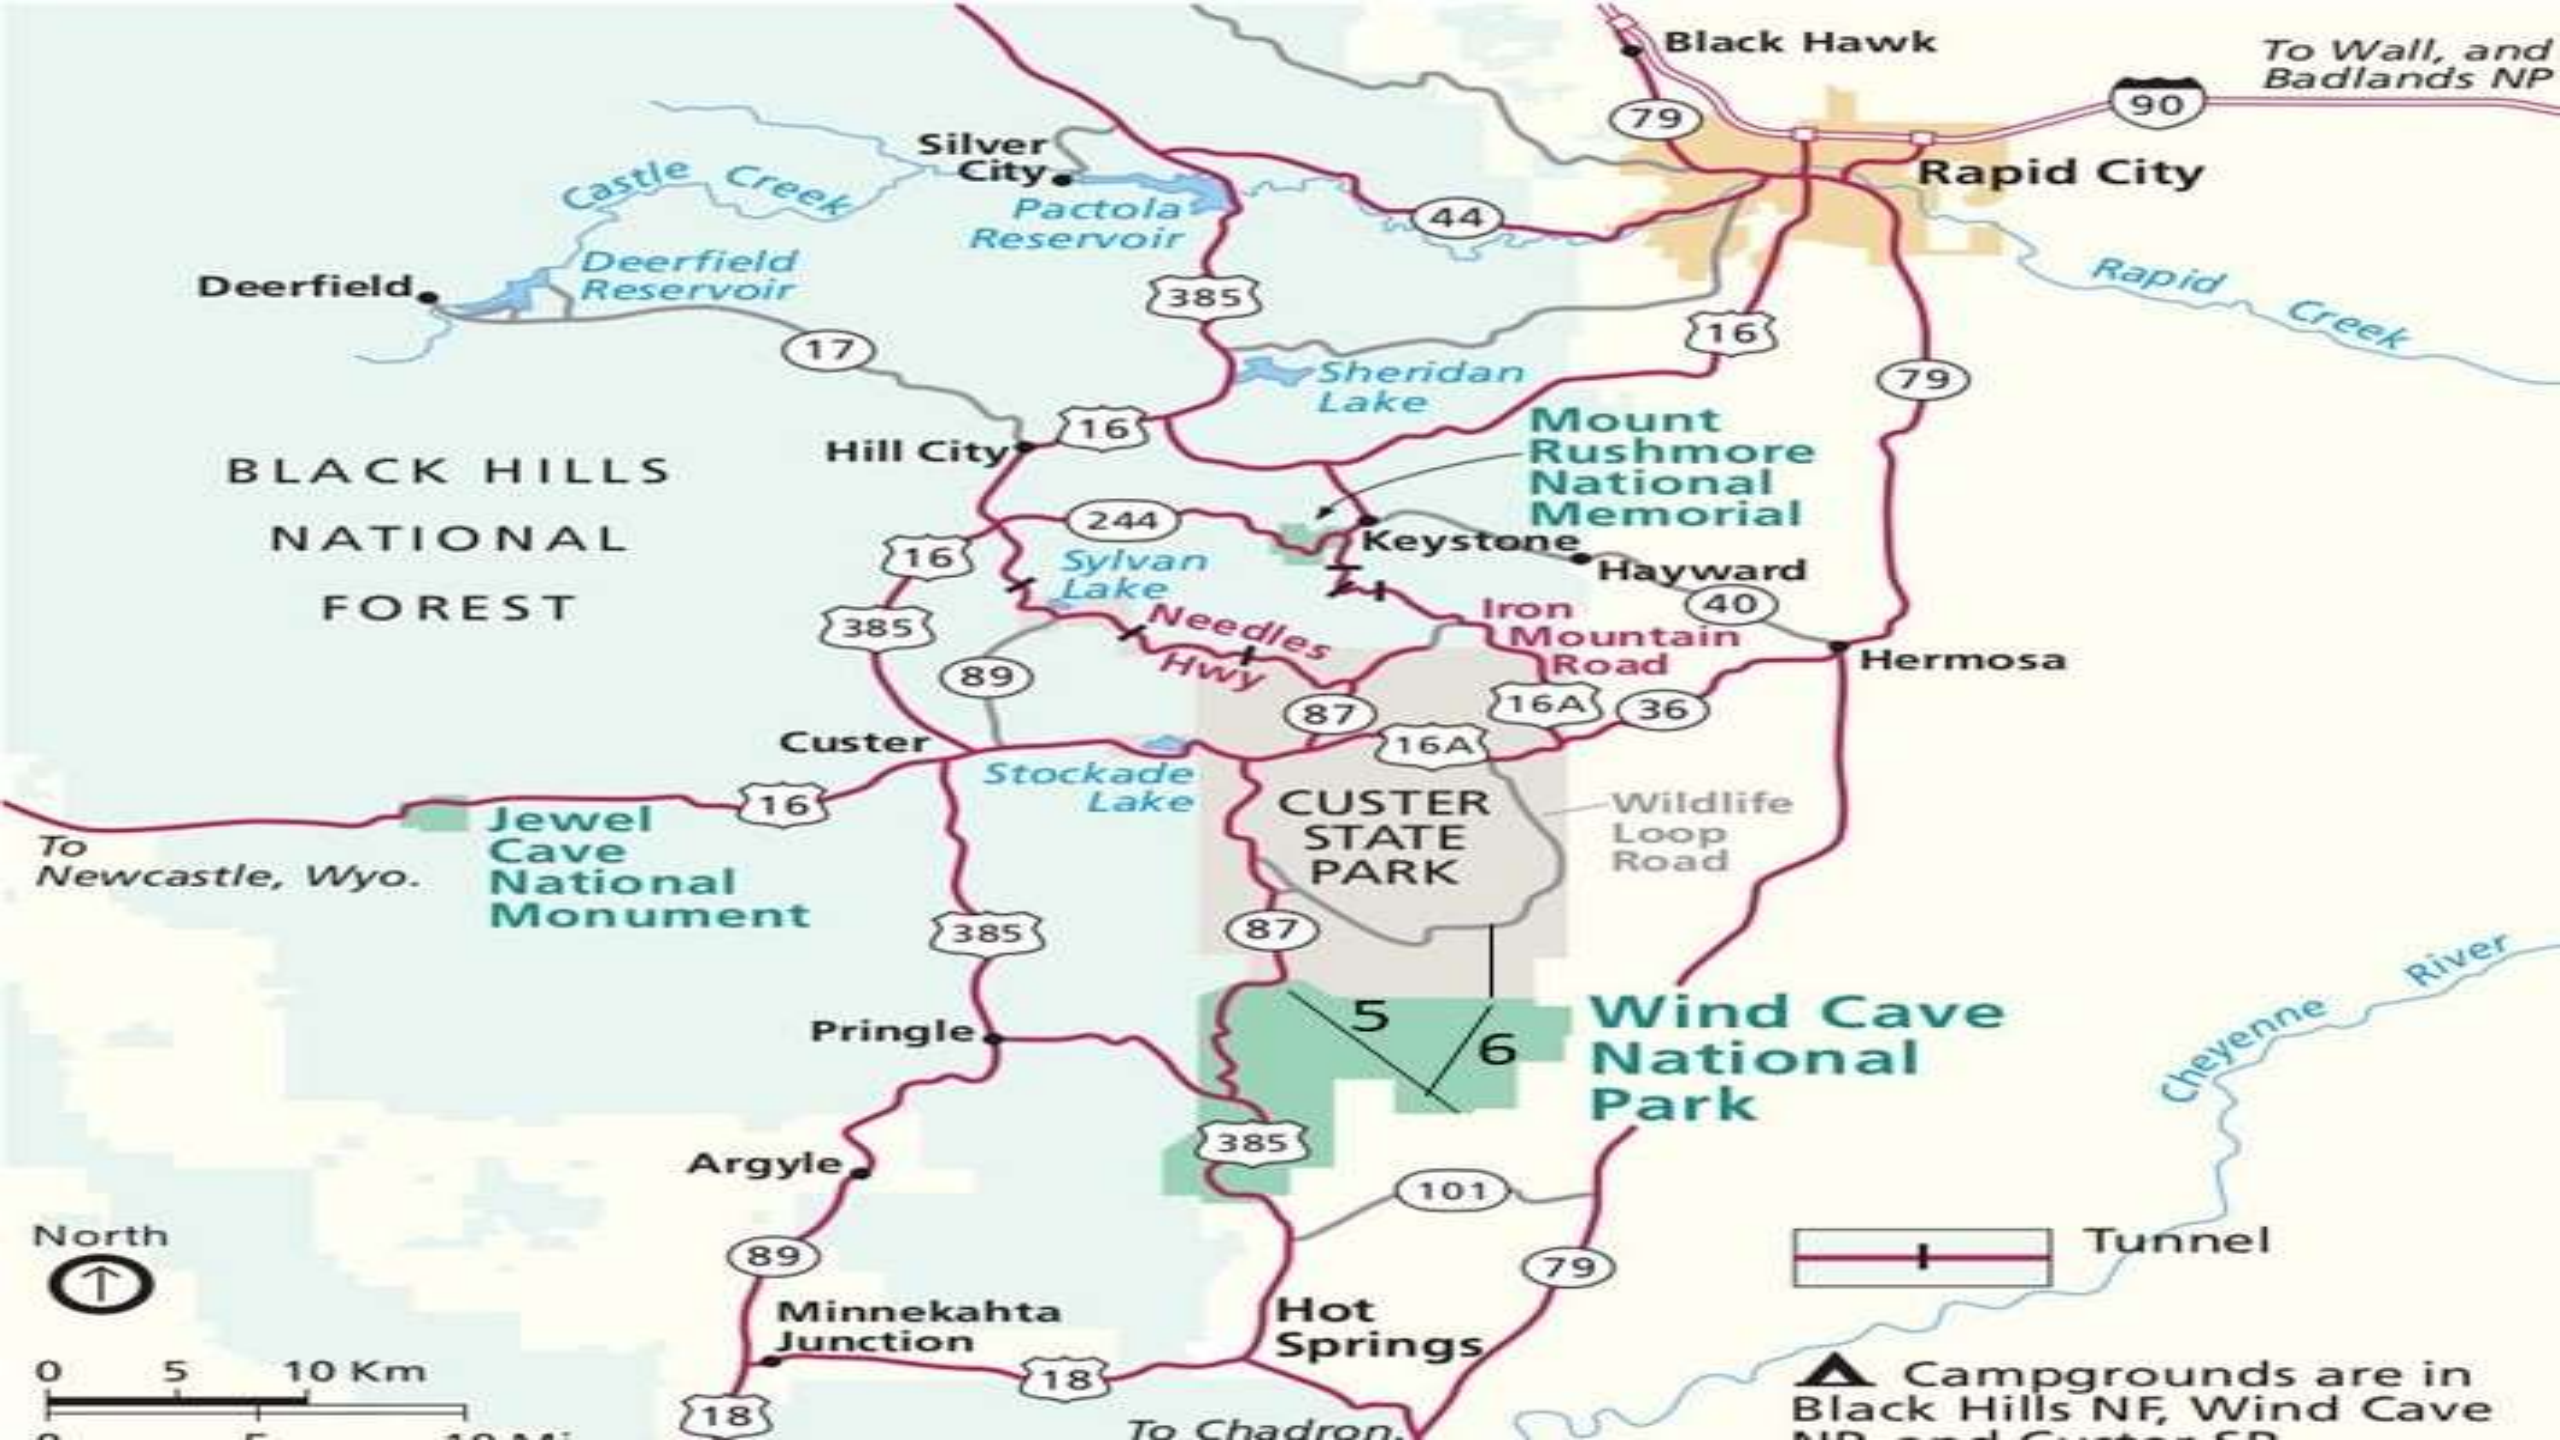 Black Hawk
To Wall, and
Badlands NP
79
90
Silver
City
Rapid City
Castle Creek
Pactola
Reservoir
44
Deerfield
Reservoir
Deerfield
385
Rapid Creek
17
16
79
Sheridan
Lake
16
Hill City
Mount
Rushmore
National
Memorial
BLACK HILLS
NATIONAL
FOREST
244
Keystone
16
Sylvan
Lake
Hayward
40
385
Needles
Hwy
Iron
Mountain
Road
Hermosa
89
87
16A
36
Custer
16A
Stockade
Lake
16
CUSTER
STATE
PARK
Wildlife
Loop
Road
Jewel
Cave
National
Monument
To
Newcastle, Wyo.
385
87
Cheyenne River
5
6
Wind Cave
National
Park
Pringle
385
Argyle
101
North
89
79
Tunnel
Minnekahta
Junction
Hot
Springs
0 5 10 Km
18
18
To Chadron,
Campgrounds are in
Black Hills NF, Wind Cave